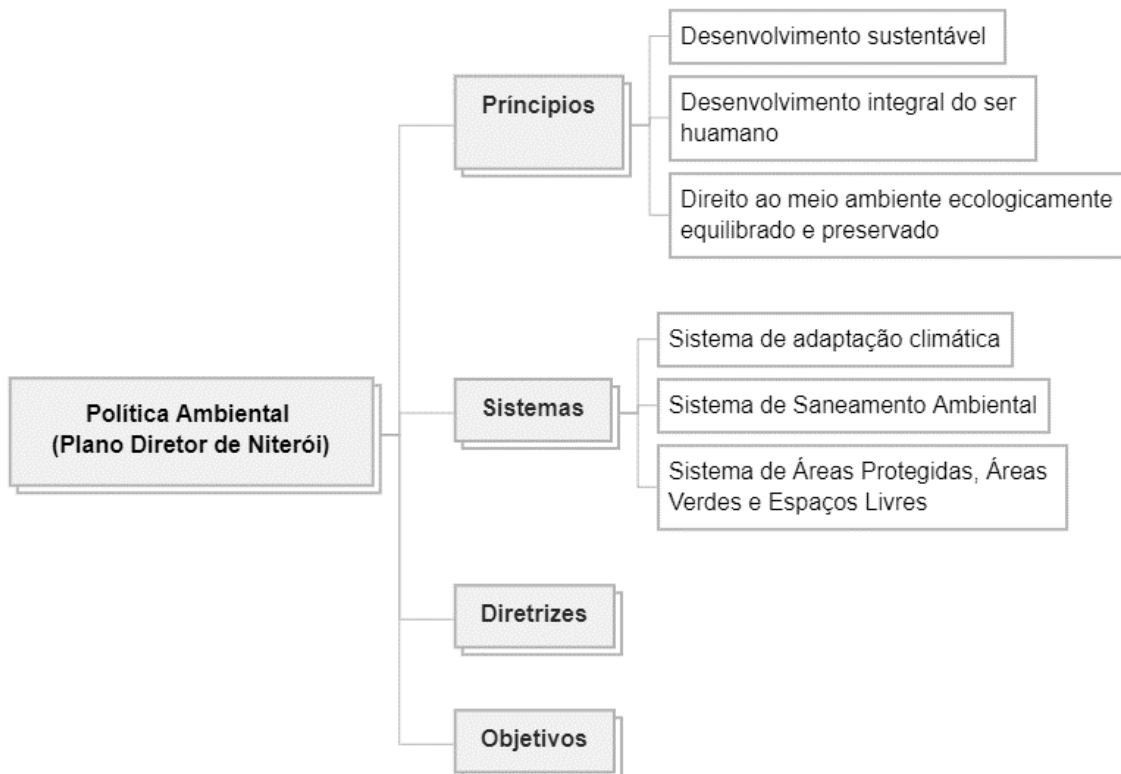 Política Ambiental
(Plano Diretor de Niterói)
Príncipios
Desenvolvimento sustentável
Desenvolvimento integral do ser
huamano
Direito ao meio ambiente ecologicamente
equilibrado e preservado
Sistemas
Sistema de adaptação climática
Sistema de Saneamento Ambiental
Sistema de Áreas Protegidas, Áreas
Verdes e Espaços Livres
Diretrizes
Objetivos